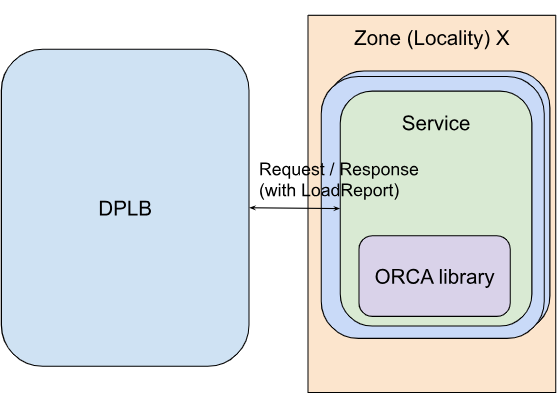 Zone (Locality) X
Service
Request / Response
(with LoadReport)
DPLB
ORCA library